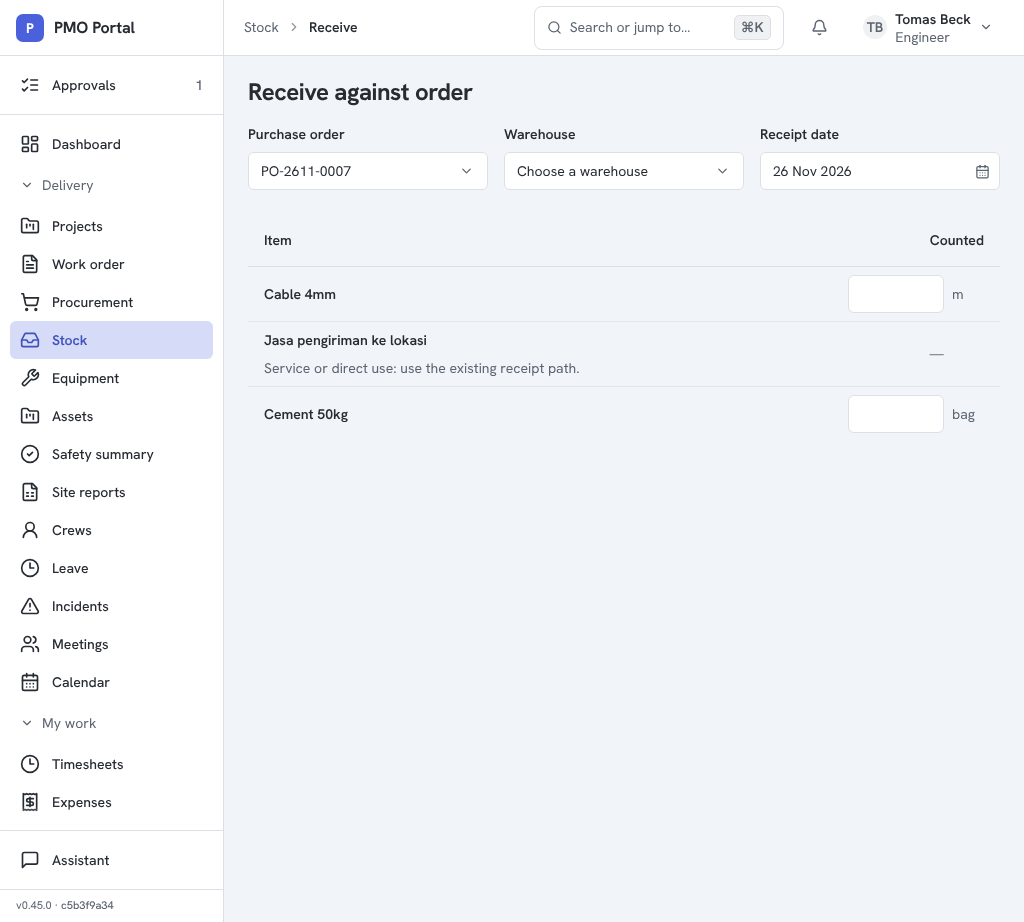 P
PMO Portal
Stock
Receive
Search or jump to...
⌘K
TB
Tomas Beck
Engineer
Approvals
1
Dashboard
Delivery
Projects
Work order
Procurement
Stock
Equipment
Assets
Safety summary
Site reports
Crews
Leave
Incidents
Meetings
Calendar
My work
Timesheets
Expenses
Assistant
v0.45.0 · c5b3f9a34
Receive against order
Purchase order
Warehouse
Receipt date
PO-2611-0007
Choose a warehouse
26 Nov 2026
Item
Counted
Cable 4mm
m
Jasa pengiriman ke lokasi
Service or direct use: use the existing receipt path.
—
Cement 50kg
bag